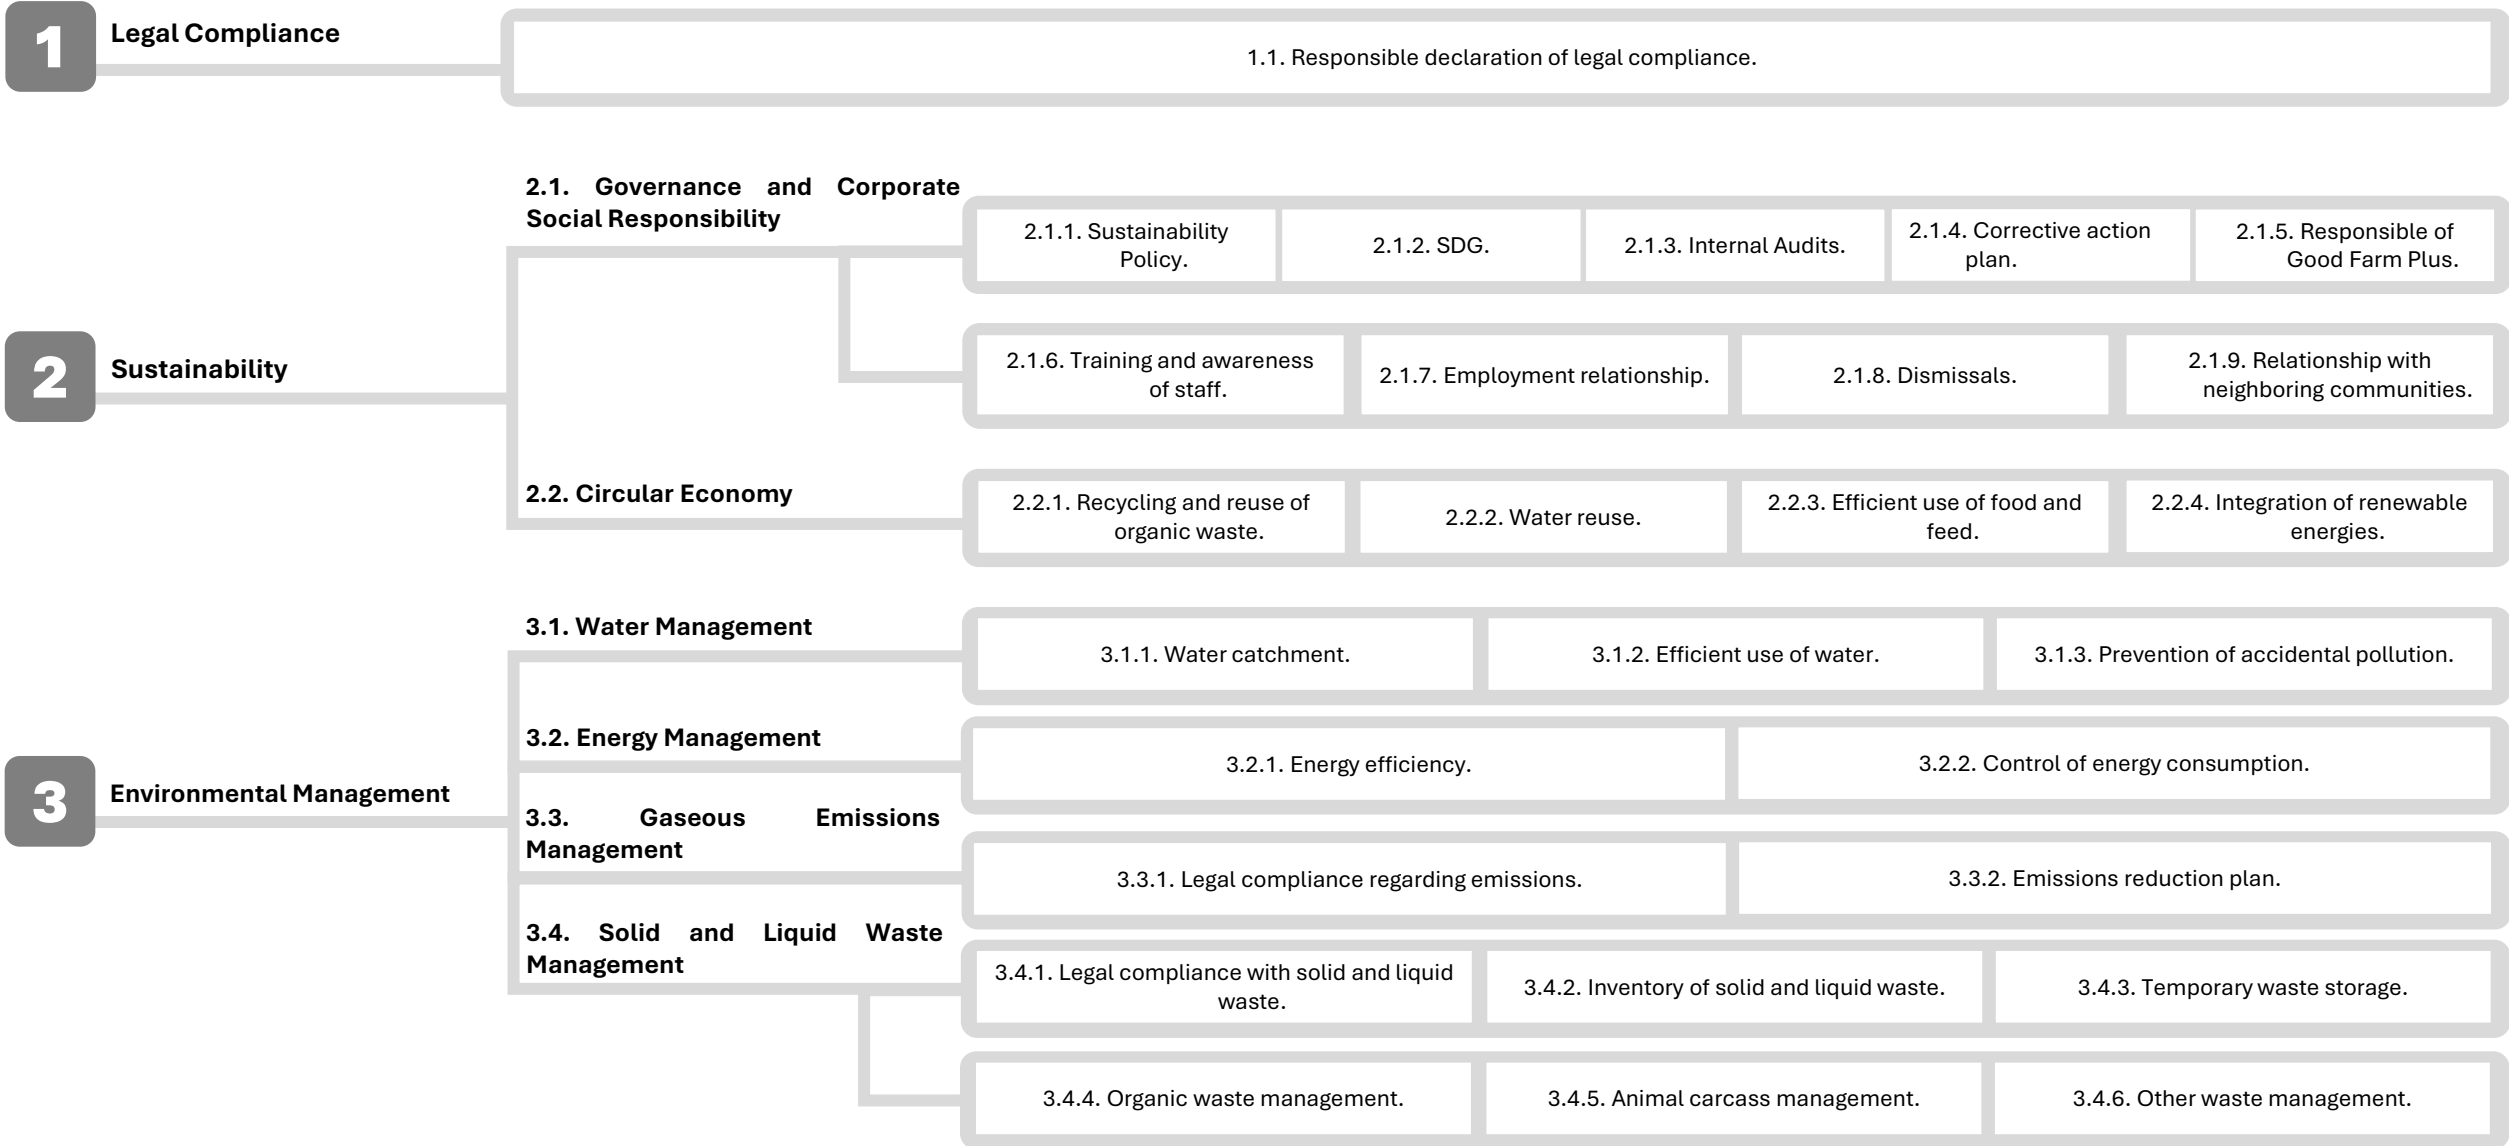 1
Legal Compliance
1.1. Responsible declaration of legal compliance.
2.1. Governance and Corporate
Social Responsibility
2.1.1. Sustainability
Policy.
2.1.2. SDG.
2.1.3. Internal Audits.
2.1.4. Corrective action
plan.
2.1.5. Responsible of
Good Farm Plus.
2
Sustainability
2.1.6. Training and awareness
of staff.
2.1.7. Employment relationship.
2.1.8. Dismissals.
2.1.9. Relationship with
neighboring communities.
2.2. Circular Economy
2.2.1. Recycling and reuse of
organic waste.
2.2.2. Water reuse.
2.2.3. Efficient use of food and
feed.
2.2.4. Integration of renewable
energies.
3.1. Water Management
3.1.1. Water catchment.
3.1.2. Efficient use of water.
3.1.3. Prevention of accidental pollution.
3.2. Energy Management
3.2.1. Energy efficiency.
3.2.2. Control of energy consumption.
3
Environmental Management
3.3. Gaseous Emissions
Management
3.3.1. Legal compliance regarding emissions.
3.3.2. Emissions reduction plan.
3.4. Solid and Liquid Waste
Management
3.4.1. Legal compliance with solid and liquid
waste.
3.4.2. Inventory of solid and liquid waste.
3.4.3. Temporary waste storage.
3.4.4. Organic waste management.
3.4.5. Animal carcass management.
3.4.6. Other waste management.